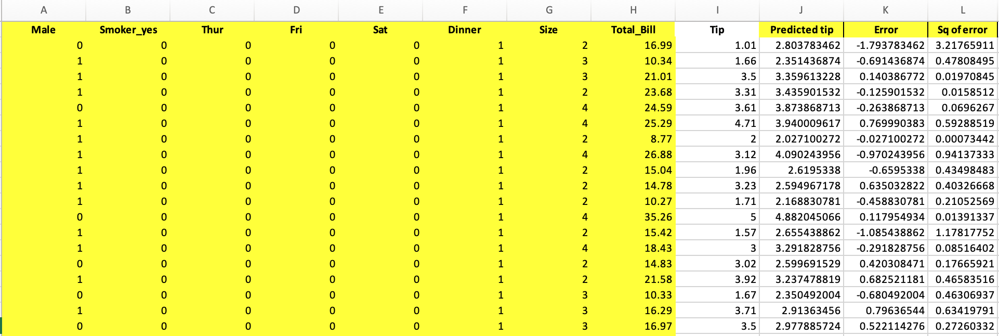 A B C D E F G H I J K L
Male Smoker_yes Thur Fri Sat Dinner Size Total_Bill Tip Predicted tip Error Sq of error
0 0 0 0 0 1 2 16.99 1.01 2.803783462 -1.793783462 3.21765911
1 0 0 0 0 1 3 10.34 1.66 2.351436874 -0.691436874 0.47808495
1 0 0 0 0 1 3 21.01 3.5 3.359613228 0.140386772 0.01970845
1 0 0 0 0 1 2 23.68 3.31 3.435901532 -0.125901532 0.0158512
0 0 0 0 0 1 4 24.59 3.61 3.873868713 -0.263868713 0.0696267
1 0 0 0 0 1 4 25.29 4.71 3.940009617 0.769990383 0.59288519
1 0 0 0 0 1 2 8.77 2 2.027100272 -0.027100272 0.00073442
1 0 0 0 0 1 4 26.88 3.12 4.090243956 -0.970243956 0.94137333
1 0 0 0 0 1 2 15.04 1.96 2.6195338 -0.6595338 0.43498483
1 0 0 0 0 1 2 14.78 3.23 2.594967178 0.635032822 0.40326668
1 0 0 0 0 1 2 10.27 1.71 2.168830781 -0.458830781 0.21052569
0 0 0 0 0 1 4 35.26 5 4.882045066 0.117954934 0.01391337
1 0 0 0 0 1 2 15.42 1.57 2.655438862 -1.085438862 1.17817752
1 0 0 0 0 1 4 18.43 3 3.291828756 -0.291828756 0.08516402
0 0 0 0 0 1 2 14.83 3.02 2.599691529 0.420308471 0.17665921
1 0 0 0 0 1 2 21.58 3.92 3.237478819 0.682521181 0.46583516
0 0 0 0 0 1 3 10.33 1.67 2.350492004 -0.680492004 0.46306937
1 0 0 0 0 1 3 16.29 3.71 2.91363456 0.79636544 0.63419791
0 0 0 0 0 1 3 16.97 3.5 2.977885724 0.522114276 0.27260332